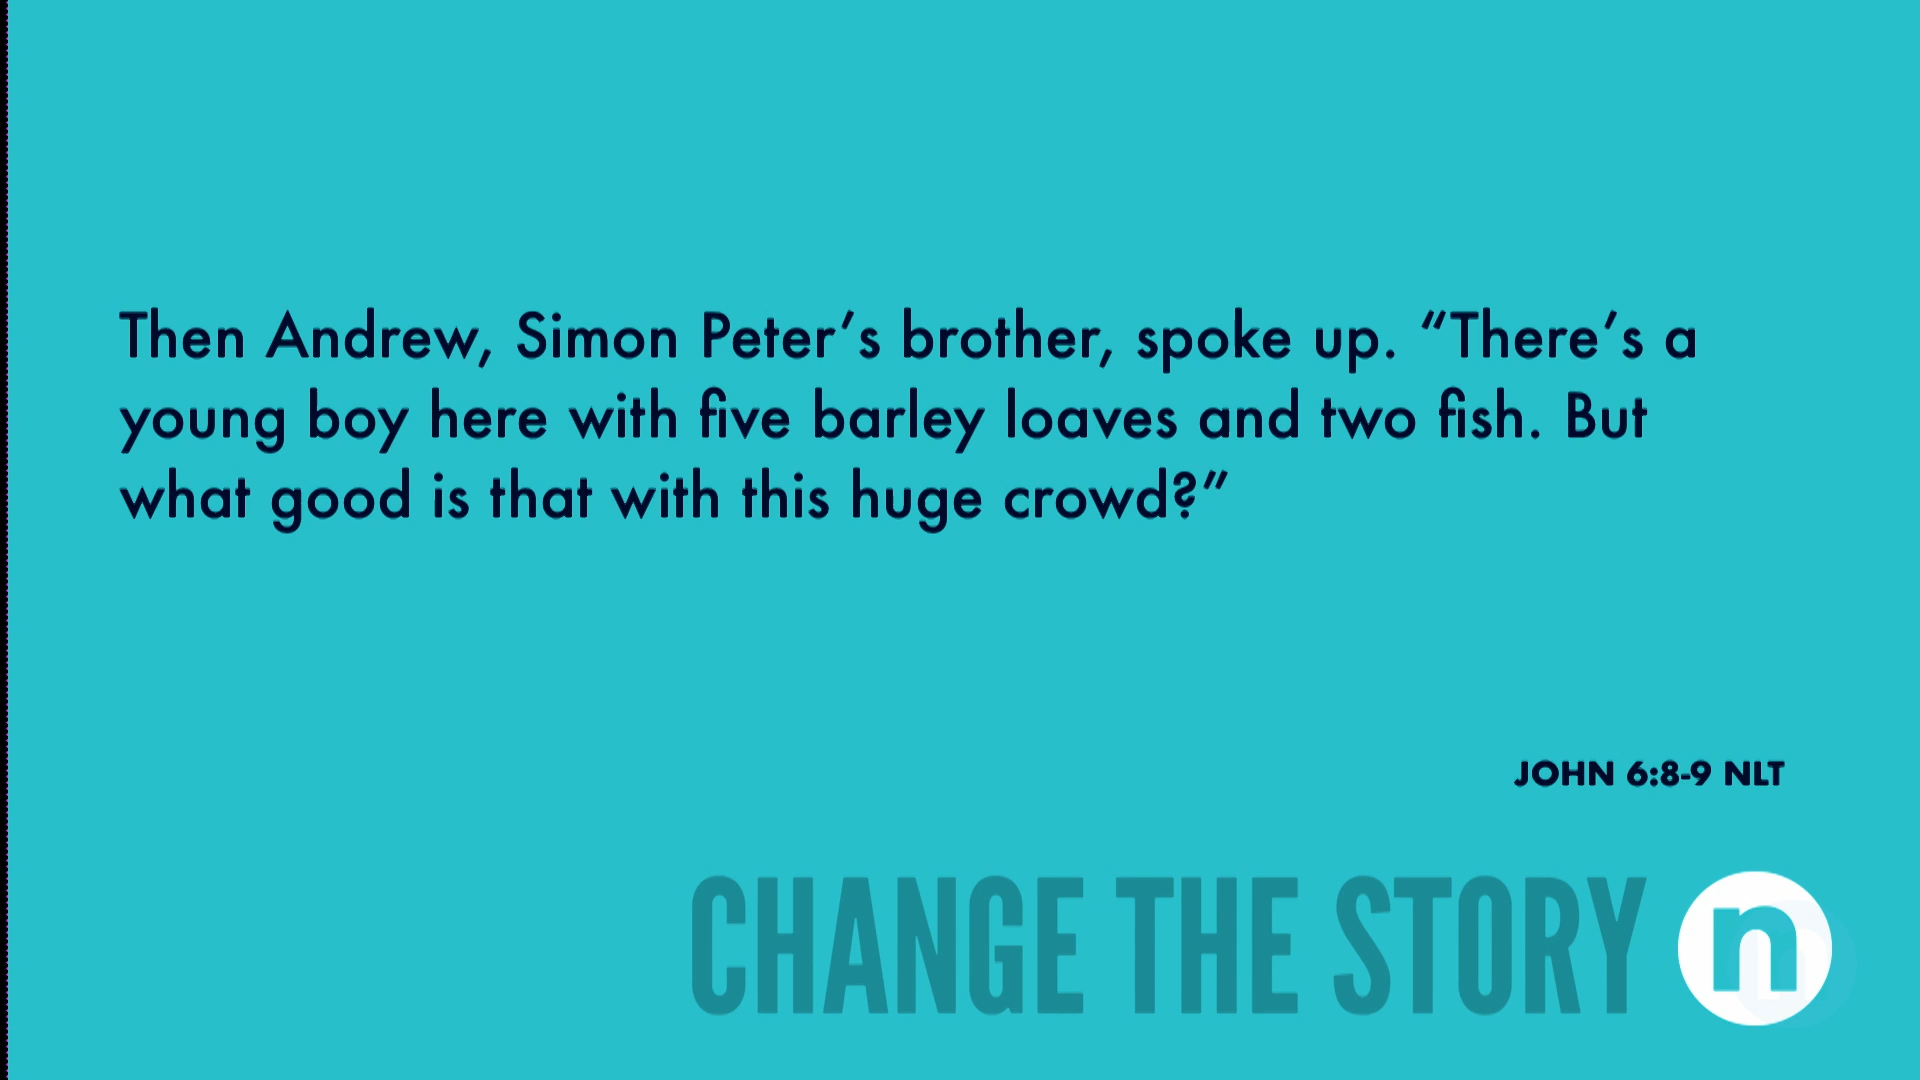 Then Andrew, Simon Peter’s brother, spoke up. “There’s a
young boy here with five barley loaves and two fish. But
what good is that with this huge crowd?”
JOHN 6:8-9 NLT
CHANGE THE STORY
n